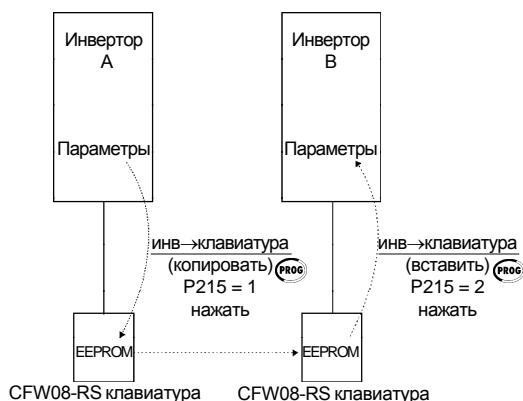 Инвертор
A
Параметры
инв→клавиатура
(копировать) PROG
P215 = 1
нажать
EEPROM
CFW08-RS клавиатура
Инвертор
B
Параметры
инв→клавиатура
(вставить) PROG
P215 = 2
нажать
EEPROM
CFW08-RS клавиатура